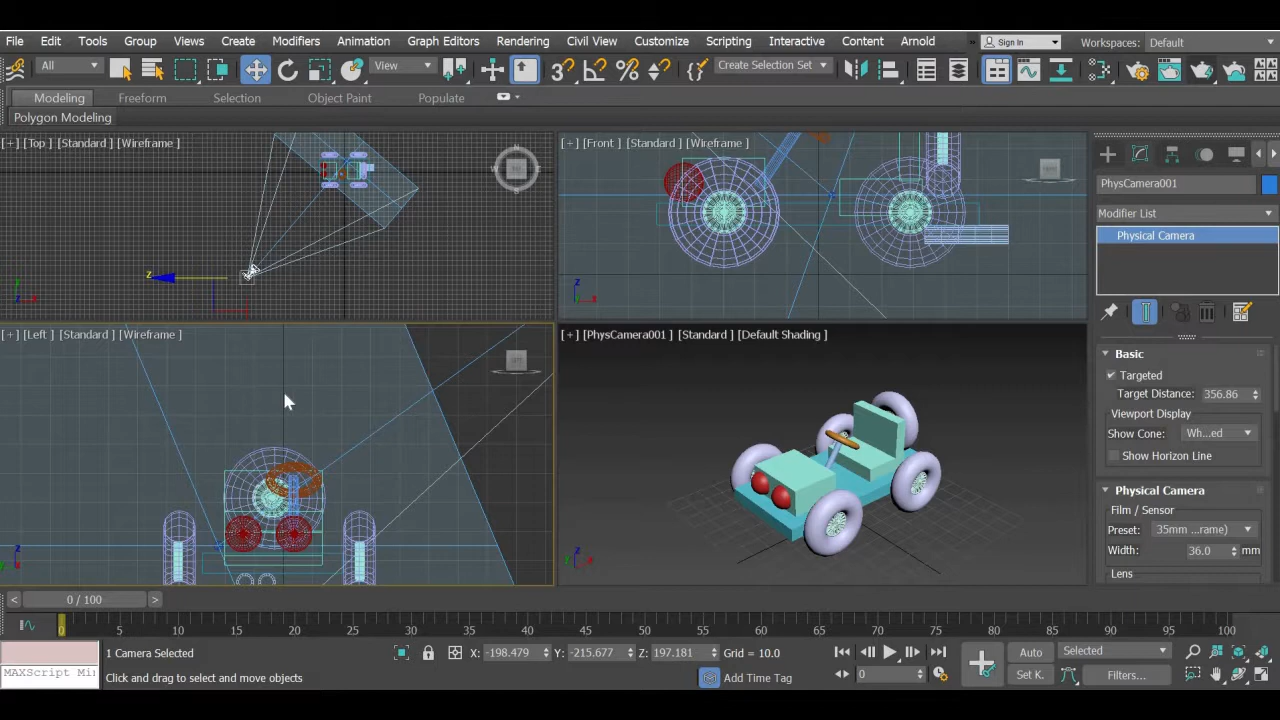 File Edit Tools Group Views Create Modifiers Animation Graph Editors Rendering Civil View Customize Scripting Interactive Content Arnold » Sign In Workspaces: Default
All View Create Selection Set
Modeling Freeform Selection Object Paint Populate
Polygon Modeling
[+] [Top ] [Standard ] [Wireframe ]
[+] [Front ] [Standard ] [Wireframe ]
PhysCamera001
Modifier List
Physical Camera
z
[+] [Left ] [Standard ] [Wireframe ]
[+] [PhysCamera001 ] [Standard ] [Default Shading ]
Basic
Targeted
Target Distance: 356.86
Viewport Display
Show Cone: Wh...ed
Show Horizon Line
Physical Camera
Film / Sensor
Preset: 35mm ...rame)
Width: 36.0 mm
Lens
< 0 / 100 >
0 5 10 15 20 25 30 35 40 45 50 55 60 65 70 75 80 85 90 95 100
1 Camera Selected X: -198.479 Y: -215.677 Z: 197.181 Grid = 10.0 Auto Selected
MAXScript Mi
Click and drag to select and move objects Add Time Tag 0 Set K. Filters...